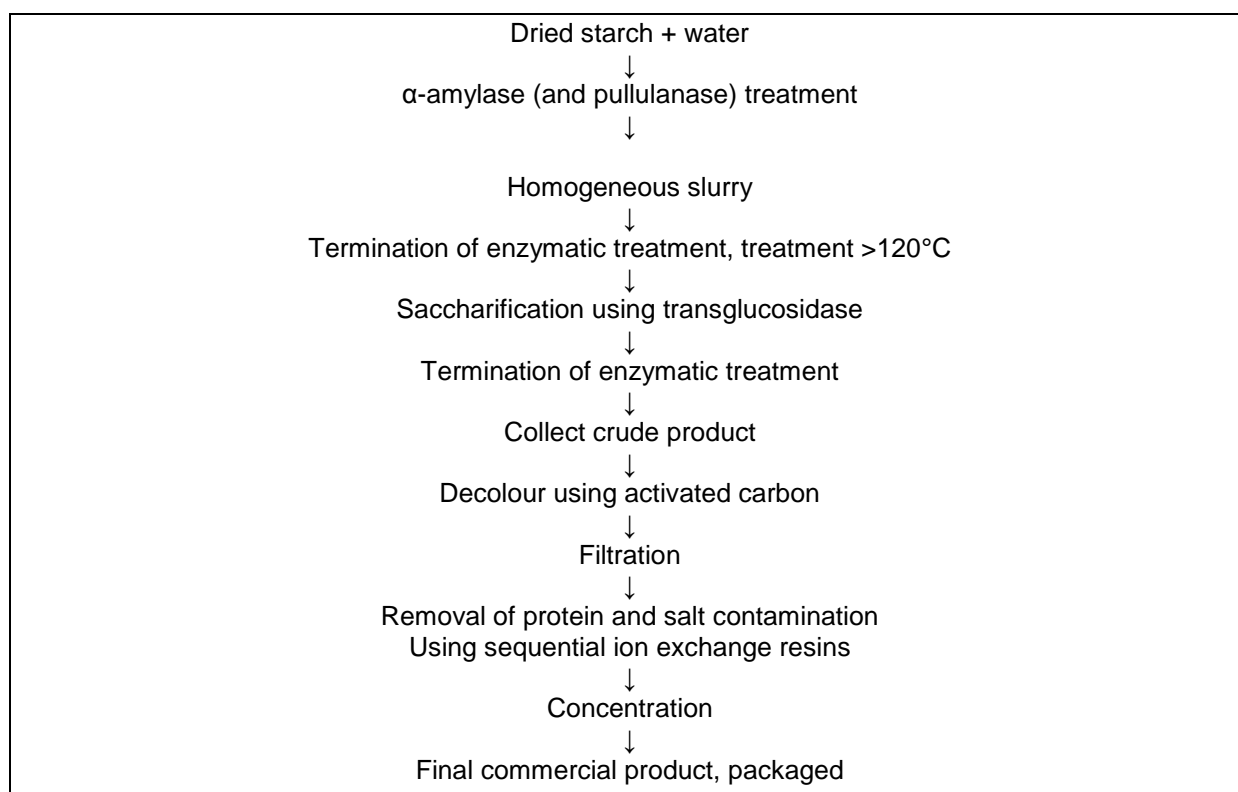 Dried starch + water
↓
α-amylase (and pullulanase) treatment
↓
Homogeneous slurry
↓
Termination of enzymatic treatment, treatment >120°C
↓
Saccharification using transglucosidase
↓
Termination of enzymatic treatment
↓
Collect crude product
↓
Decolour using activated carbon
↓
Filtration
↓
Removal of protein and salt contamination
Using sequential ion exchange resins
↓
Concentration
↓
Final commercial product, packaged